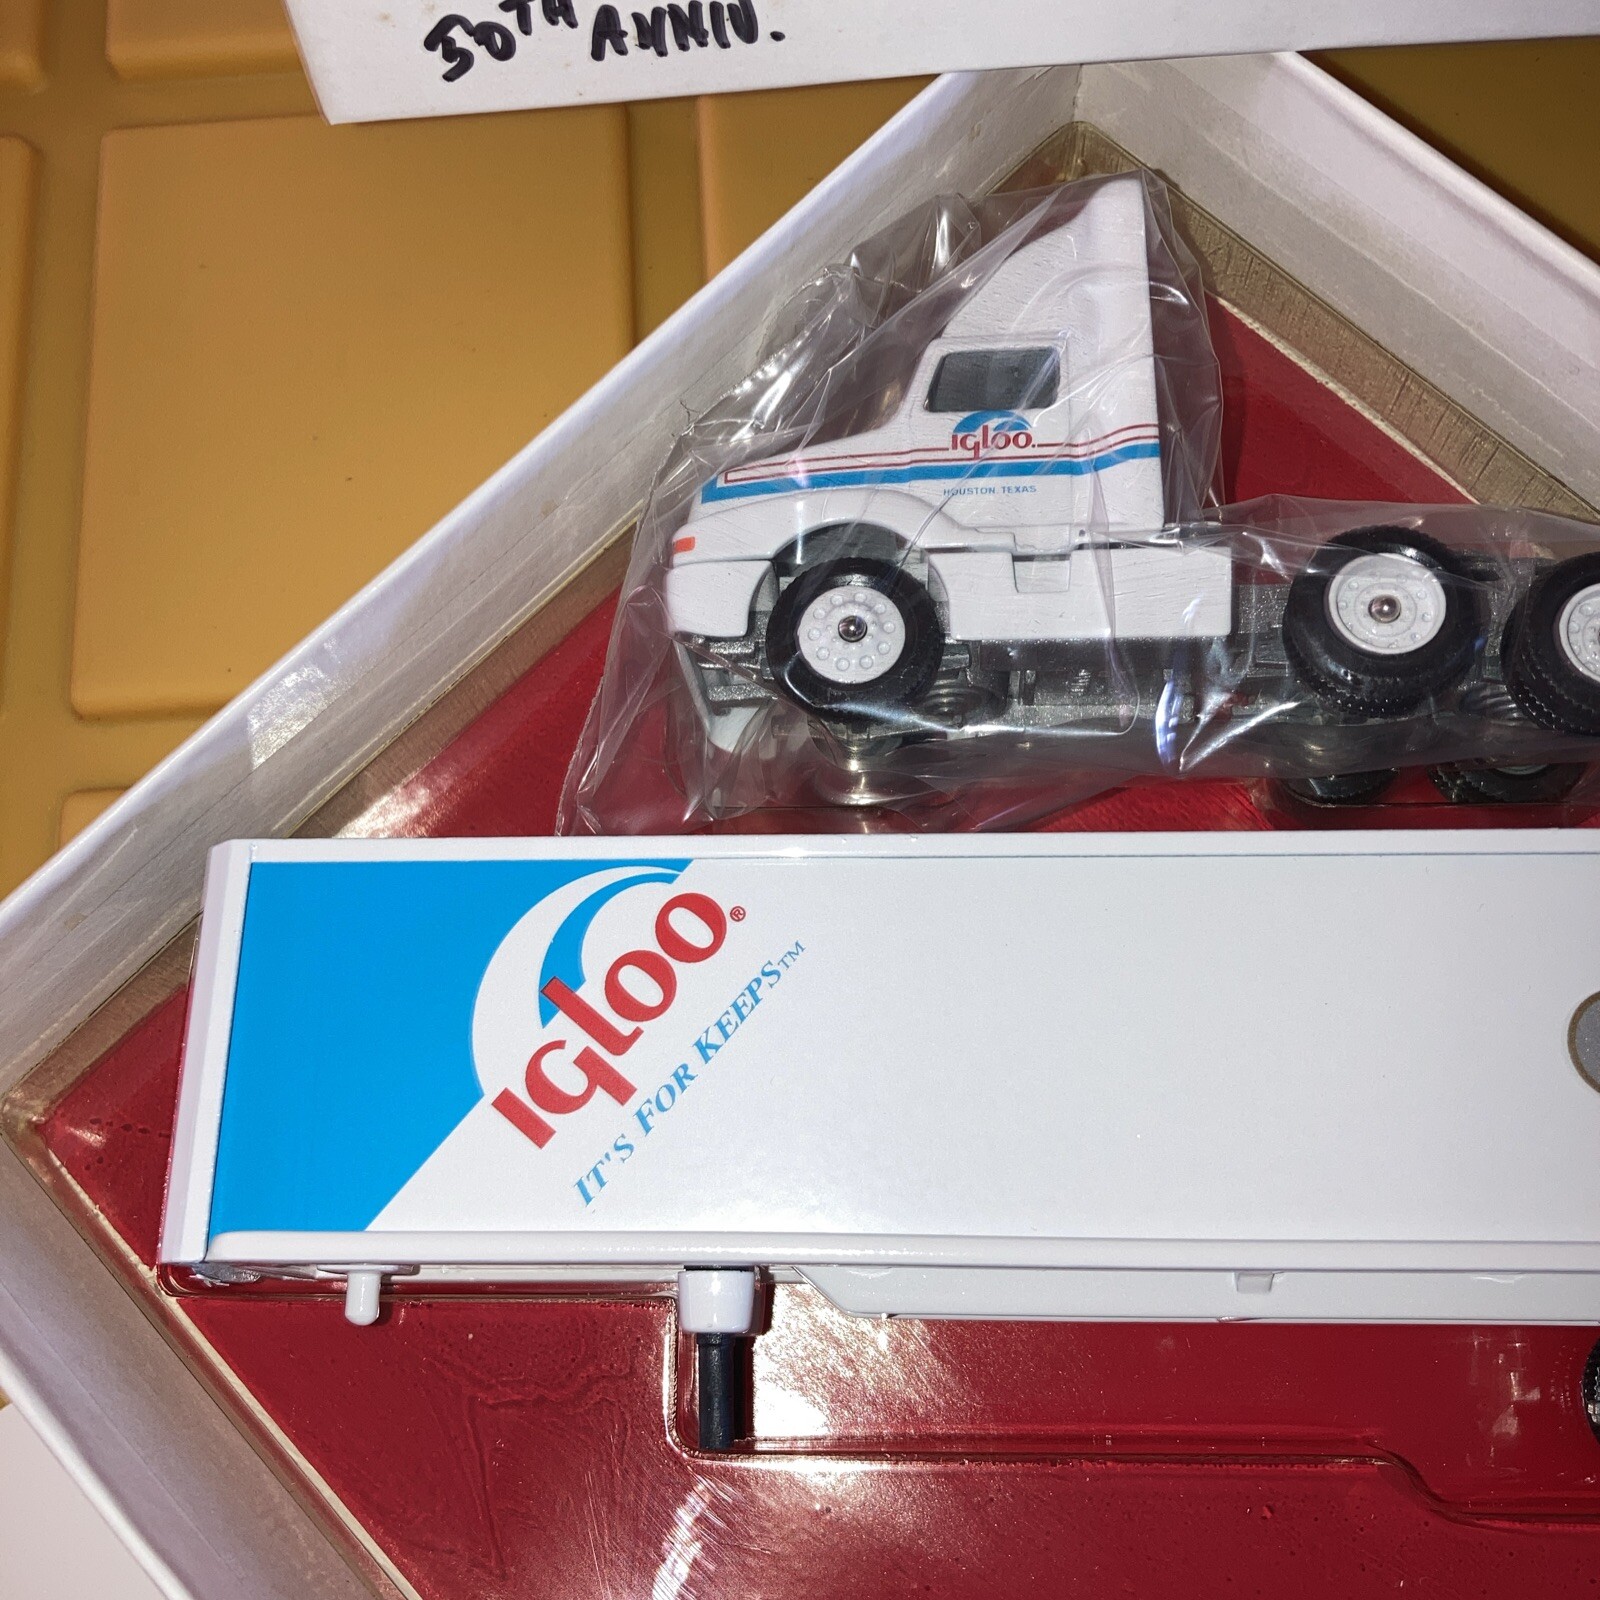 50TH ANNIV.
igloo.
HOUSTON TEXAS
IGLOO®
IT'S FOR KEEPS™